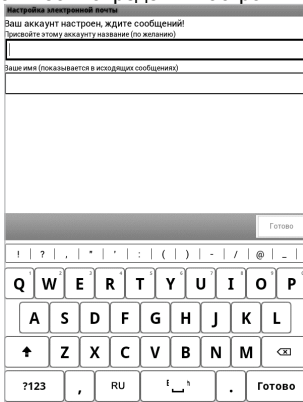 Настройка электронной почты
Ваш аккаунт настроен, ждите сообщений!
Присвойте этому аккаунту название (по желанию)
Ваше имя (показывается в исходящих сообщениях)
Готово
! ? , " ' : ( ) - / @ _
Q W E R T Y U I O P
A S D F G H J K L
Z X C V B N M
?123 , RU . Готово